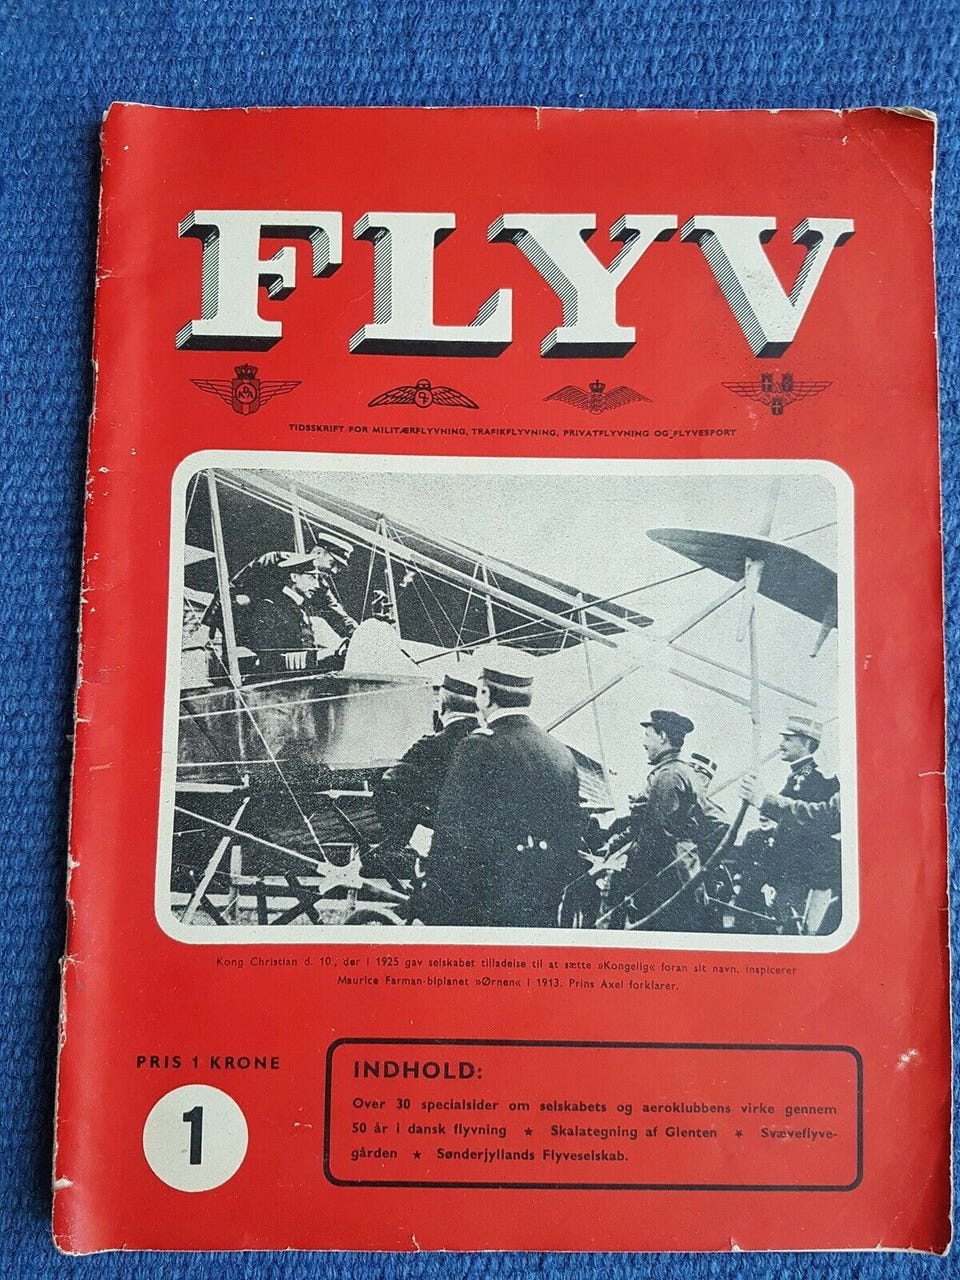 FLYV
TIDSSKRIFT FOR MILITÆRFLYVNING, TRAFIKFLYVNING, PRIVATFLYVNING OG FLYVESPORT
Kong Christian d. 10., der i 1925 gav selskabet tilladelse til at sætte »Kongelig« foran sit navn, inspicerer
Maurice Farman-biplanet »Ørnen« i 1913. Prins Axel forklarer.
PRIS 1 KRONE
1
INDHOLD:
Over 30 specialsider om selskabets og aeroklubbens virke gennem
50 år i dansk flyvning ★ Skalategning af Glenten ★ Svæveflyve-
gården ★ Sønderjyllands Flyveselskab.